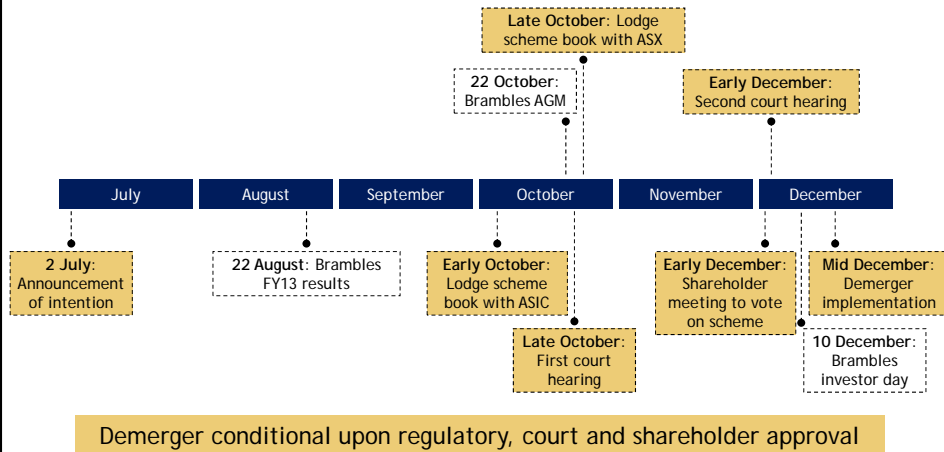 Late October: Lodge
scheme book with ASX
22 October:
Brambles AGM
Early December:
Second court hearing
July
August
September
October
November
December
2 July:
Announcement
of intention
22 August: Brambles
FY13 results
Early October:
Lodge scheme
book with ASIC
Late October:
First court
hearing
Early December:
Shareholder
meeting to vote
on scheme
Mid December:
Demerger
implementation
10 December:
Brambles
investor day
Demerger conditional upon regulatory, court and shareholder approval